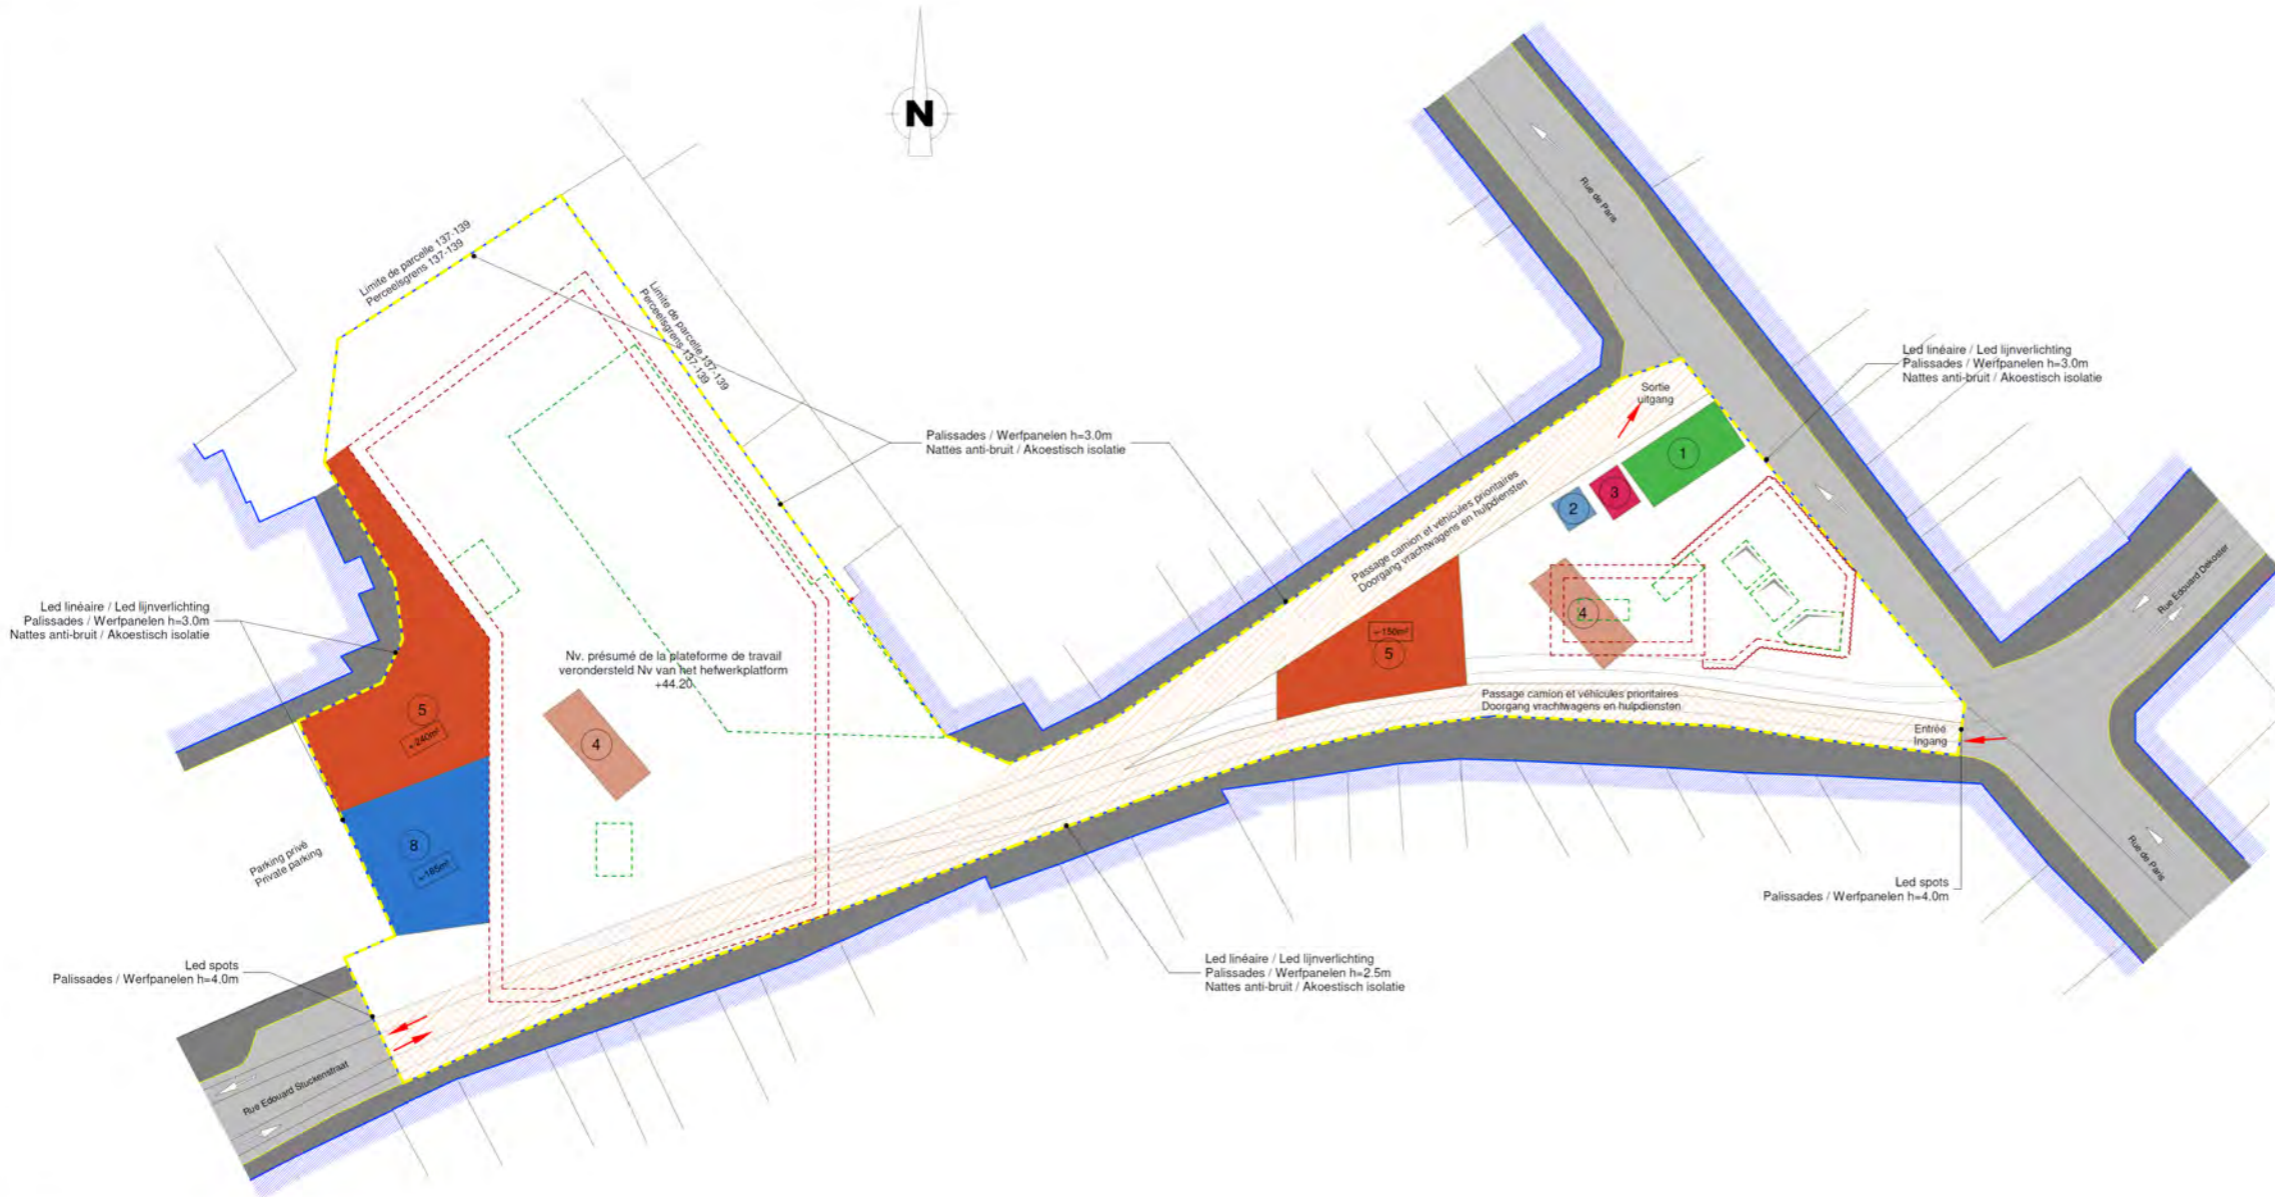 N
Limite de parcelle 137-139
Perceelsgrens 137-139
Limite de parcelle 137-139
Perceelsgrens 137-139
Rue de Paris
Led linéaire / Led lijnverlichting
Palissades / Werfpanelen h=3.0m
Nattes anti-bruit / Akoestisch isolatie
Sortie
uitgang
Palissades / Werfpanelen h=3.0m
Nattes anti-bruit / Akoestisch isolatie
1
3
2
Passage camion et véhicules prioritaires
Doorgang vrachtwagens en hulpdiensten
Rue Edouard Dekoster
Led linéaire / Led lijnverlichting
Palissades / Werfpanelen h=3.0m
Nattes anti-bruit / Akoestisch isolatie
4
+-150m²
5
Nv. présumé de la plateforme de travail
verondersteld Nv van het hefwerkplatform
+44.20
Passage camion et véhicules prioritaires
Doorgang vrachtwagens en hulpdiensten
5
+-240m²
4
Entrée
Ingang
8
+-185m²
Parking privé
Private parking
Rue de Paris
Led spots
Palissades / Werfpanelen h=4.0m
Led linéaire / Led lijnverlichting
Palissades / Werfpanelen h=2.5m
Nattes anti-bruit / Akoestisch isolatie
Led spots
Palissades / Werfpanelen h=4.0m
Rue Edouard Stuckenstraat